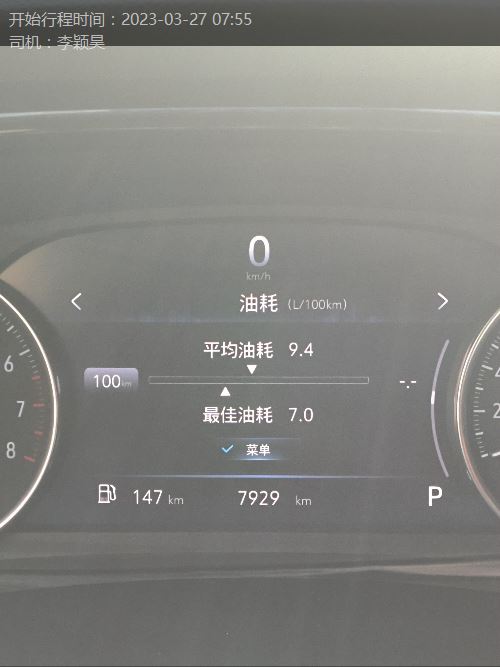 开始行程时间：2023-03-27 07:55
司机：李颖昊
0
km/h
油耗 (L/100km)
平均油耗 9.4
100km
-.-
最佳油耗 7.0
菜单
147 km 7929 km P
6
7
8
4
2